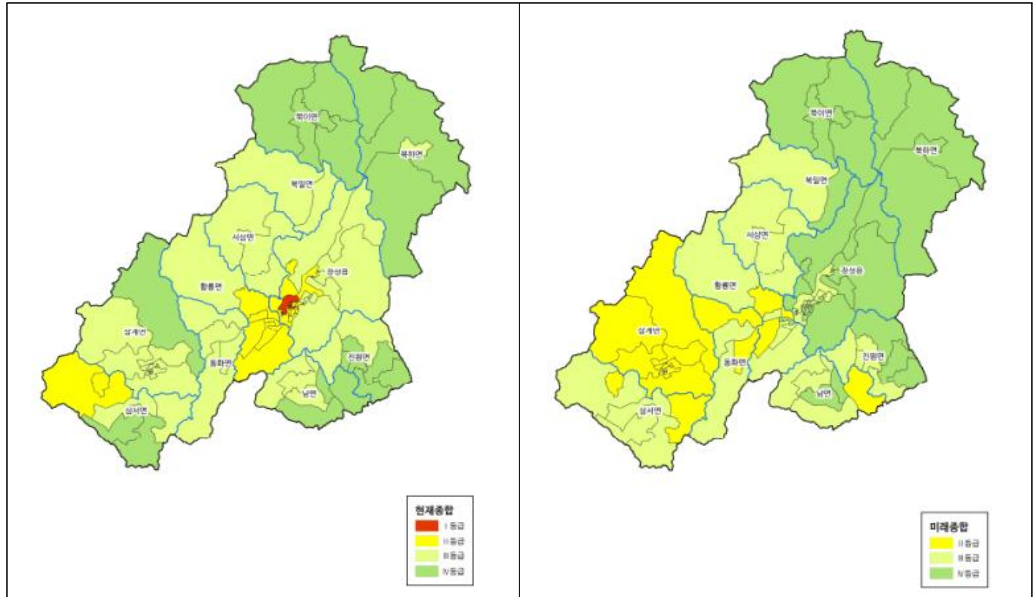 북이면
북하면
북일면
서삼면
장성읍
황룡면
삼계면
동화면
진원면
남면
삼서면
현재종합
I 등급
II 등급
III 등급
IV 등급
북이면
북하면
북일면
서삼면
장성읍
황룡면
삼계면
동화면
진원면
남면
삼서면
미래종합
II 등급
III 등급
IV 등급